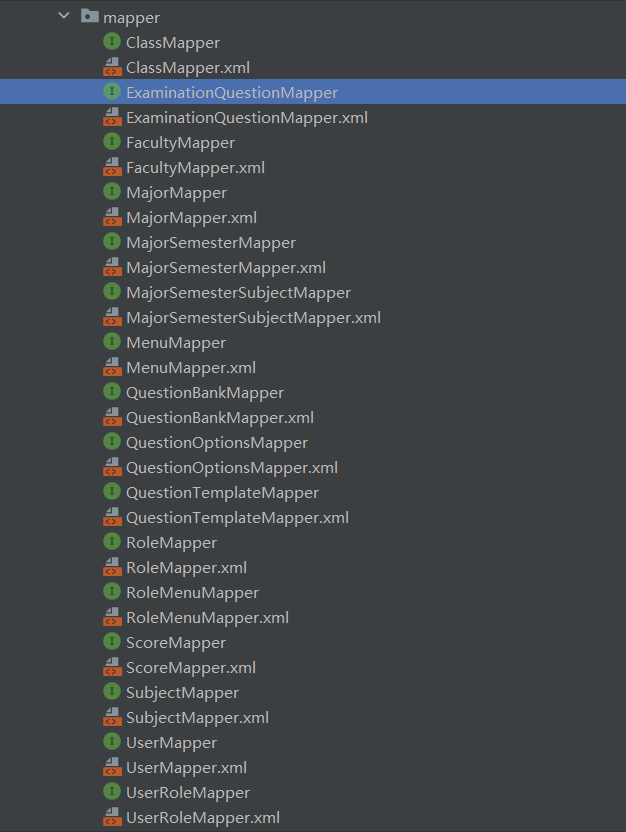 mapper
ClassMapper
ClassMapper.xml
ExaminationQuestionMapper
ExaminationQuestionMapper.xml
FacultyMapper
FacultyMapper.xml
MajorMapper
MajorMapper.xml
MajorSemesterMapper
MajorSemesterMapper.xml
MajorSemesterSubjectMapper
MajorSemesterSubjectMapper.xml
MenuMapper
MenuMapper.xml
QuestionBankMapper
QuestionBankMapper.xml
QuestionOptionsMapper
QuestionOptionsMapper.xml
QuestionTemplateMapper
QuestionTemplateMapper.xml
RoleMapper
RoleMapper.xml
RoleMenuMapper
RoleMenuMapper.xml
ScoreMapper
ScoreMapper.xml
SubjectMapper
SubjectMapper.xml
UserMapper
UserMapper.xml
UserRoleMapper
UserRoleMapper.xml